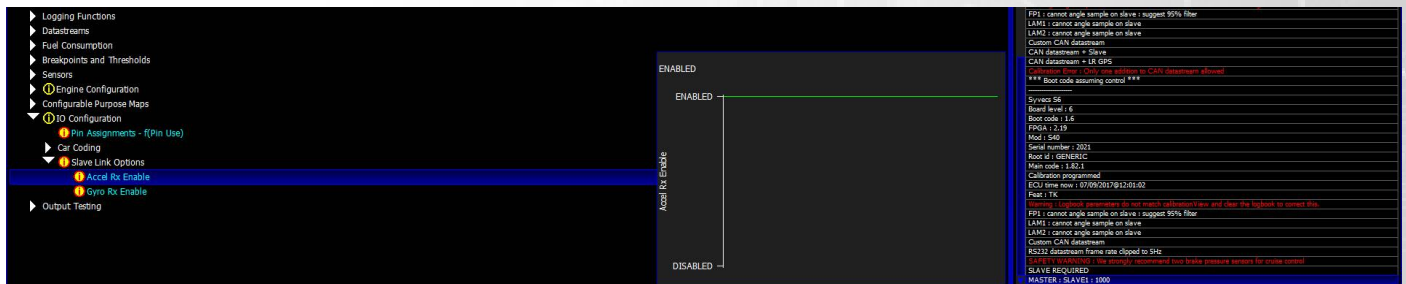 Logging Functions
Datastreams
Fuel Consumption
Breakpoints and Thresholds
Sensors
Engine Configuration
Configurable Purpose Maps
IO Configuration
Pin Assignments - f(Pin Use)
Car Coding
Slave Link Options
Accel Rx Enable
Gyro Rx Enable
Output Testing
ENABLED
ENABLED
Accel Rx Enable
DISABLED
FP1 : cannot angle sample on slave : suggest 95% filter
LAM1 : cannot angle sample on slave
LAM2 : cannot angle sample on slave
Custom CAN datastream
CAN datastream + Slave
CAN datastream + LR GPS
Calibration Error : Only one addition to CAN datastream allowed
*** Boot code assuming control ***
--------------------
Syvecs S6
Board level : 6
Boot code : 1.6
FPGA : 2.19
Mod : S40
Serial number : 2021
Root id : GENERIC
Main code : 1.82.1
Calibration programmed
ECU time now : 07/09/2017@12:01:02
Feat : TK
Warning : Logbook parameters do not match calibration View and clear the logbook to correct this.
FP1 : cannot angle sample on slave : suggest 95% filter
LAM1 : cannot angle sample on slave
LAM2 : cannot angle sample on slave
Custom CAN datastream
RS232 datastream frame rate clipped to 5Hz
SAFETY WARNING : We strongly recommend two brake pressure sensors for cruise control
SLAVE REQUIRED
MASTER : SLAVE1 : 1000